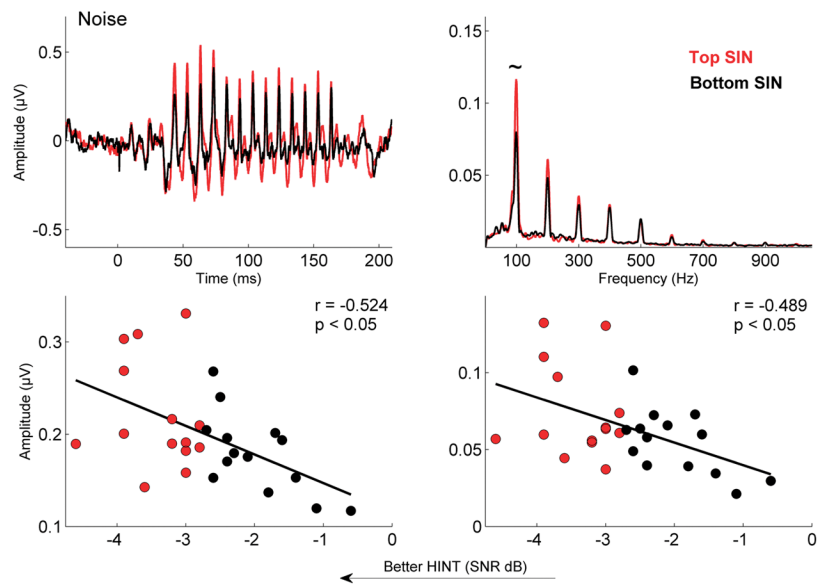 Noise
Top SIN
Bottom SIN
~
Amplitude (µV)
0.5
0
-0.5
0 50 100 150 200
Time (ms)
0.15
0.1
0.05
100 300 500 700 900
Frequency (Hz)
r = -0.524
p < 0.05
Amplitude (µV)
0.3
0.2
0.1
-4 -3 -2 -1 0
r = -0.489
p < 0.05
0.1
0.05
0
-4 -3 -2 -1 0
Better HINT (SNR dB)